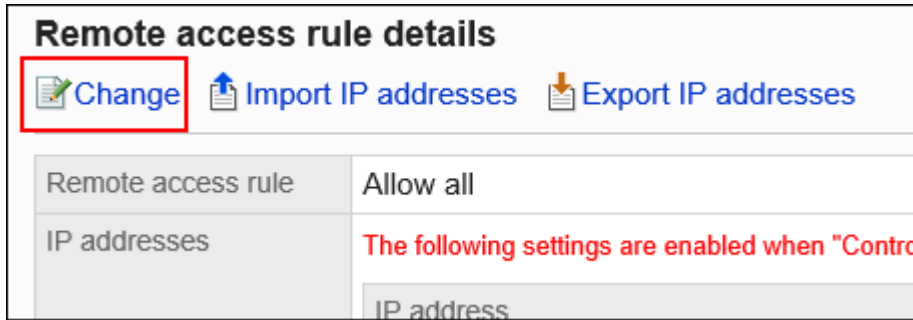 Remote access rule details
Change Import IP addresses Export IP addresses
Remote access rule Allow all
IP addresses The following settings are enabled when "Contro
IP address